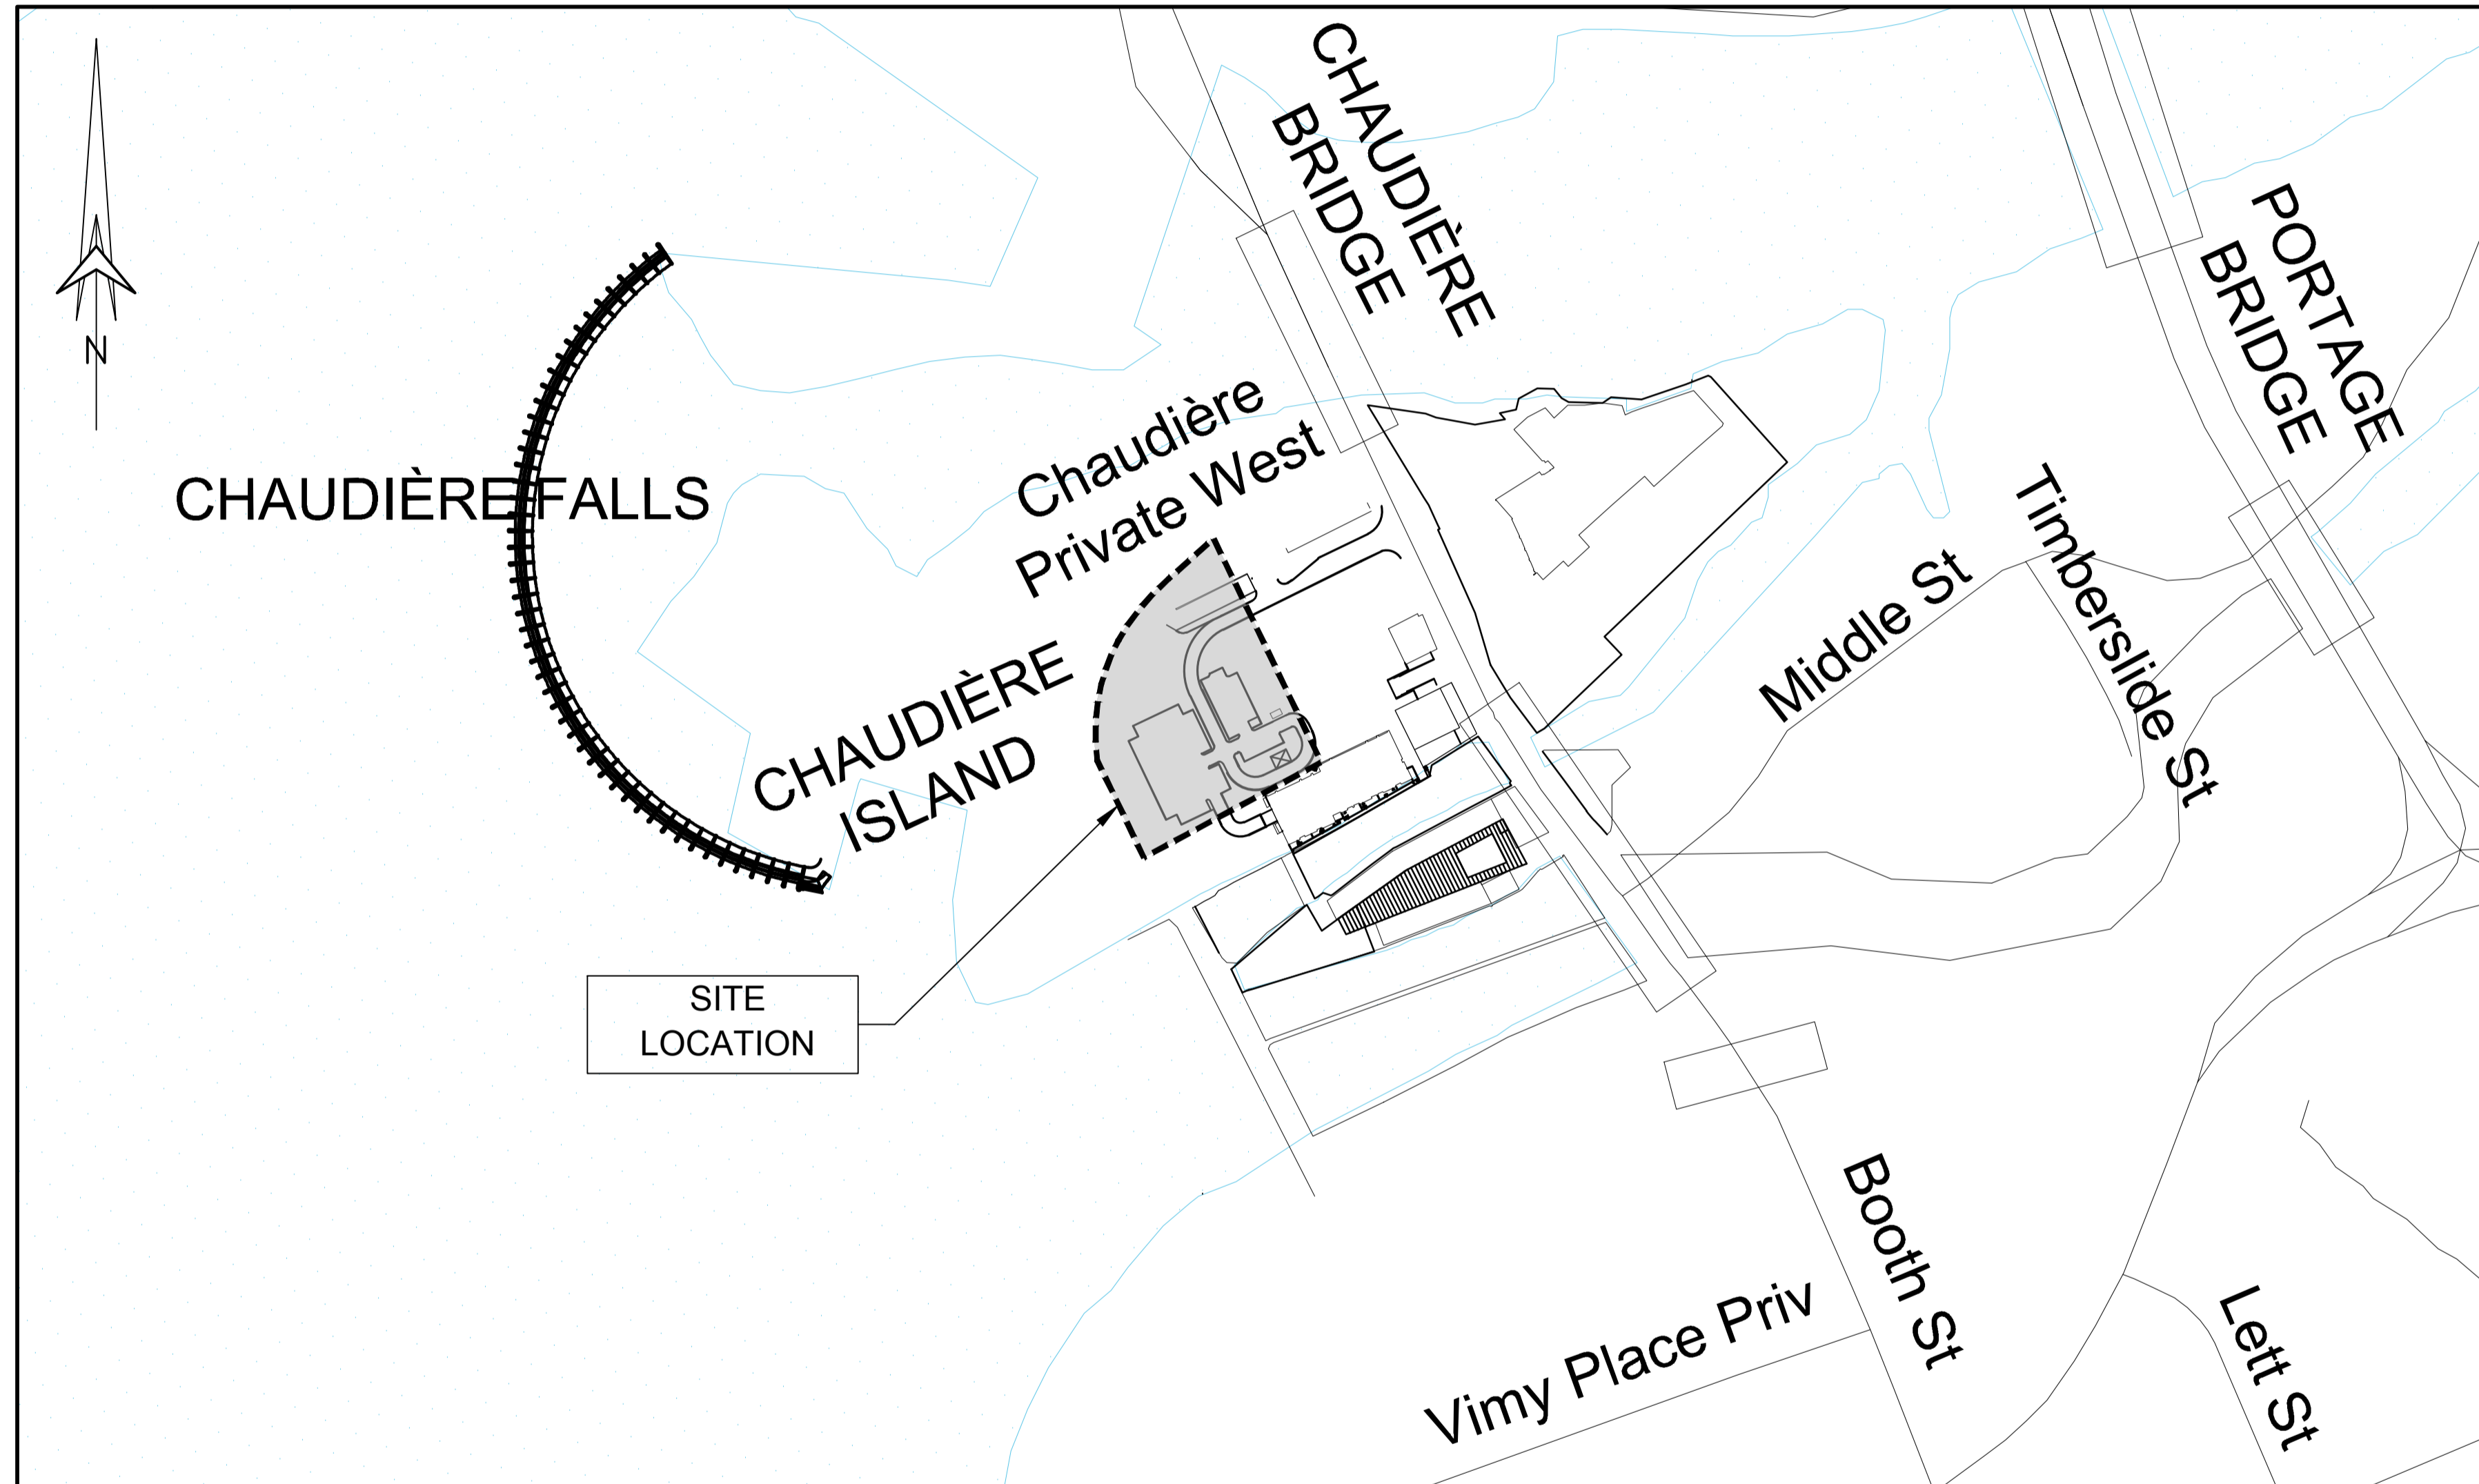 CHAUDIÈRE
BRIDGE
PORTAGE
BRIDGE
N
CHAUDIÈRE FALLS
Chaudière
Private West
Timberslide St
Middle St
CHAUDIÈRE
ISLAND
SITE
LOCATION
Booth St
Vimy Place Priv
Lett St